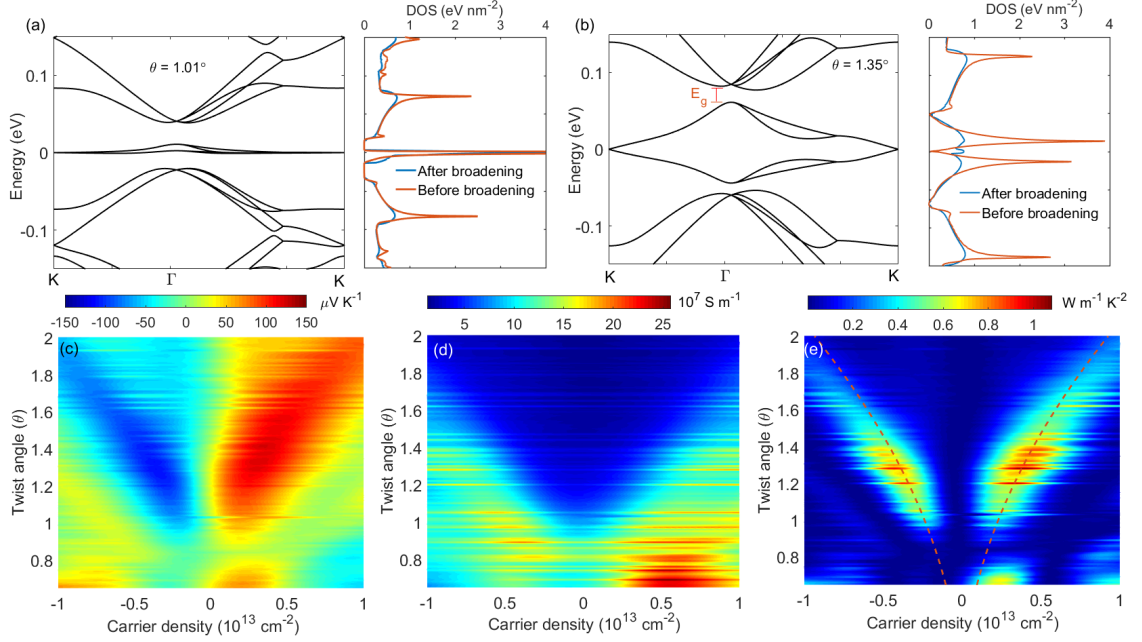 (a)
θ = 1.01°
Energy (eV)
0.1
0
-0.1
K
Γ
K
DOS (eV nm⁻²)
0 1 2 3 4
After broadening
Before broadening
(b)
θ = 1.35°
E_g
Energy (eV)
0.1
0
-0.1
K
Γ
K
DOS (eV nm⁻²)
0 1 2 3 4
After broadening
Before broadening
-150 -100 -50 0 50 100 150
μV K⁻¹
(c)
Twist angle (θ)
2
1.8
1.6
1.4
1.2
1
0.8
-1 -0.5 0 0.5 1
Carrier density (10¹³ cm⁻²)
10⁷ S m⁻¹
5 10 15 20 25
(d)
Twist angle (θ)
2
1.8
1.6
1.4
1.2
1
0.8
-1 -0.5 0 0.5 1
Carrier density (10¹³ cm⁻²)
W m⁻¹ K⁻²
0.2 0.4 0.6 0.8 1
(e)
Twist angle (θ)
2
1.8
1.6
1.4
1.2
1
0.8
-1 -0.5 0 0.5 1
Carrier density (10¹³ cm⁻²)